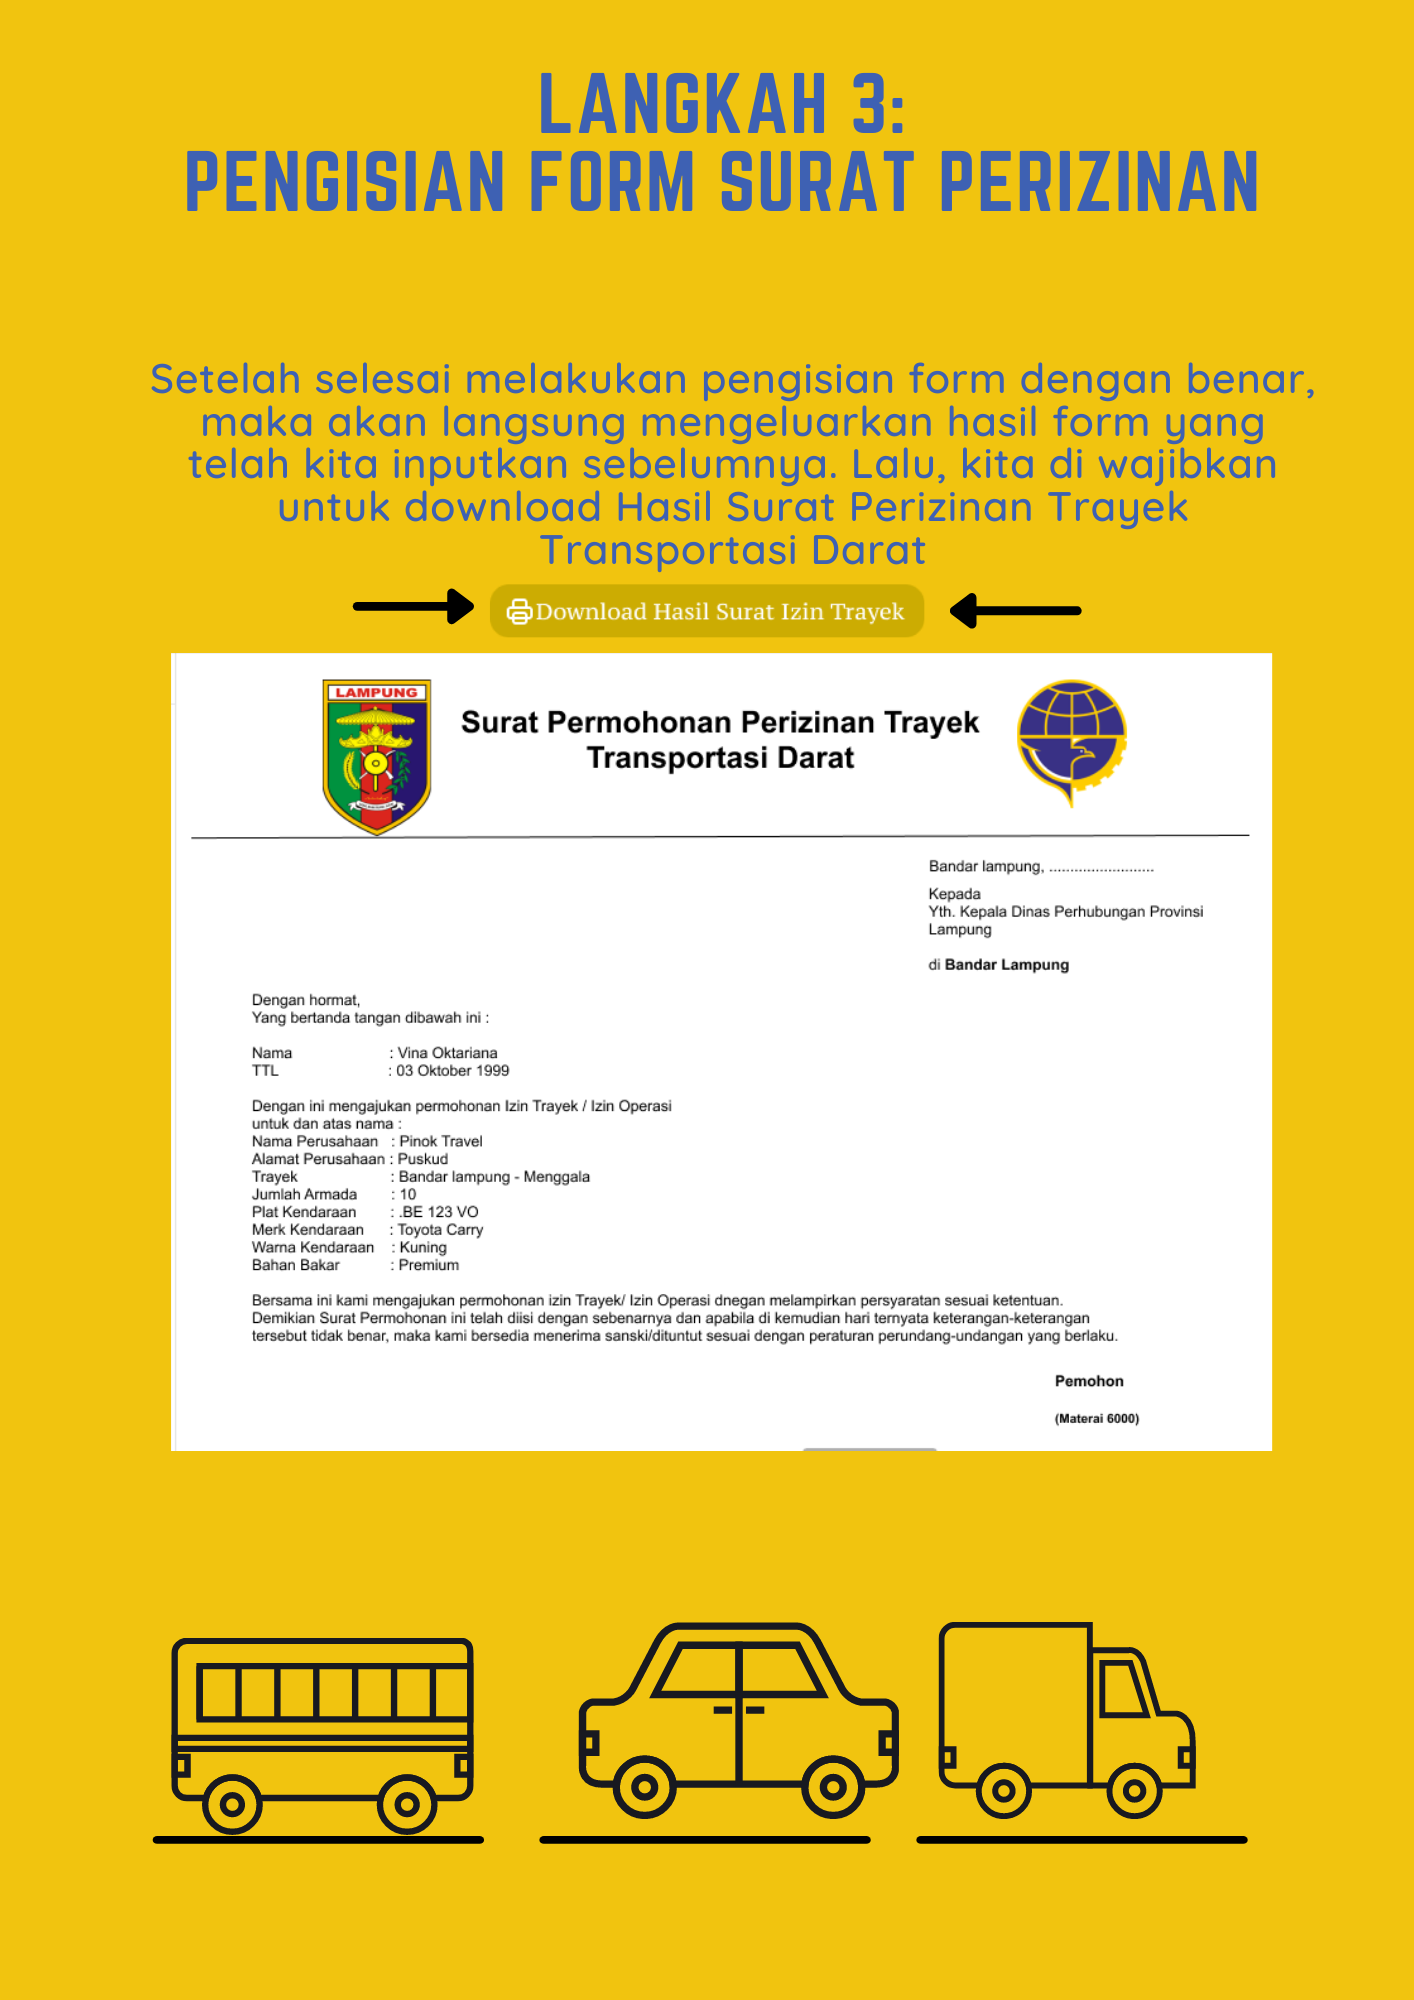 LANGKAH 3:
PENGISIAN FORM SURAT PERIZINAN
Setelah selesai melakukan pengisian form dengan benar,
maka akan langsung mengeluarkan hasil form yang
telah kita inputkan sebelumnya. Lalu, kita di wajibkan
untuk download Hasil Surat Perizinan Trayek
Transportasi Darat
Download Hasil Surat Izin Trayek
LAMPUNG
Surat Permohonan Perizinan Trayek
Transportasi Darat
Bandar lampung, .........................
Kepada
Yth. Kepala Dinas Perhubungan Provinsi
Lampung
di Bandar Lampung
Dengan hormat,
Yang bertanda tangan dibawah ini :
Nama : Vina Oktariana
TTL : 03 Oktober 1999
Dengan ini mengajukan permohonan Izin Trayek / Izin Operasi
untuk dan atas nama :
Nama Perusahaan : Pinok Travel
Alamat Perusahaan : Puskud
Trayek : Bandar lampung - Menggala
Jumlah Armada : 10
Plat Kendaraan : .BE 123 VO
Merk Kendaraan : Toyota Carry
Warna Kendaraan : Kuning
Bahan Bakar : Premium
Bersama ini kami mengajukan permohonan izin Trayek/ Izin Operasi dnegan melampirkan persyaratan sesuai ketentuan.
Demikian Surat Permohonan ini telah diisi dengan sebenarnya dan apabila di kemudian hari ternyata keterangan-keterangan
tersebut tidak benar, maka kami bersedia menerima sanski/dituntut sesuai dengan peraturan perundang-undangan yang berlaku.
Pemohon
(Materai 6000)